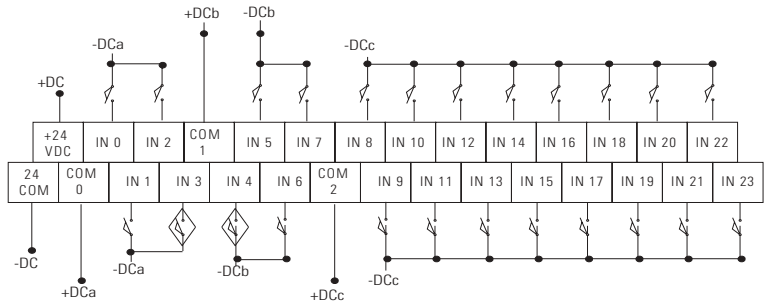 +DCb
-DCb
-DCa
-DCc
+DC
+24 VDC
IN 0
IN 2
COM 1
IN 5
IN 7
IN 8
IN 10
IN 12
IN 14
IN 16
IN 18
IN 20
IN 22
24 COM
COM 0
IN 1
IN 3
IN 4
IN 6
COM 2
IN 9
IN 11
IN 13
IN 15
IN 17
IN 19
IN 21
IN 23
-DC
-DCa
-DCb
-DCc
+DCa
+DCc